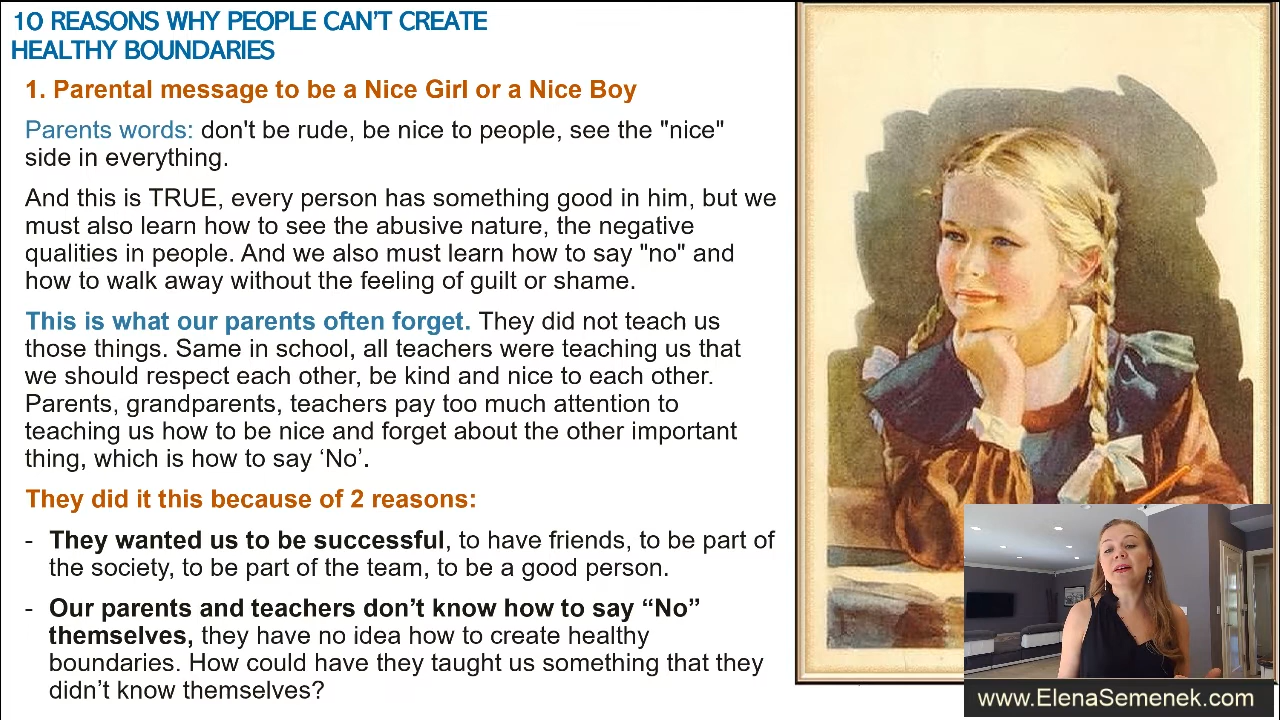 10 REASONS WHY PEOPLE CAN’T CREATE
HEALTHY BOUNDARIES
1. Parental message to be a Nice Girl or a Nice Boy
Parents words: don't be rude, be nice to people, see the "nice"
side in everything.
And this is TRUE, every person has something good in him, but we
must also learn how to see the abusive nature, the negative
qualities in people. And we also must learn how to say "no" and
how to walk away without the feeling of guilt or shame.
This is what our parents often forget. They did not teach us
those things. Same in school, all teachers were teaching us that
we should respect each other, be kind and nice to each other.
Parents, grandparents, teachers pay too much attention to
teaching us how to be nice and forget about the other important
thing, which is how to say ‘No’.
They did it this because of 2 reasons:
- They wanted us to be successful, to have friends, to be part of
the society, to be part of the team, to be a good person.
- Our parents and teachers don’t know how to say “No”
themselves, they have no idea how to create healthy
boundaries. How could have they taught us something that they
didn’t know themselves?
www.ElenaSemenek.com